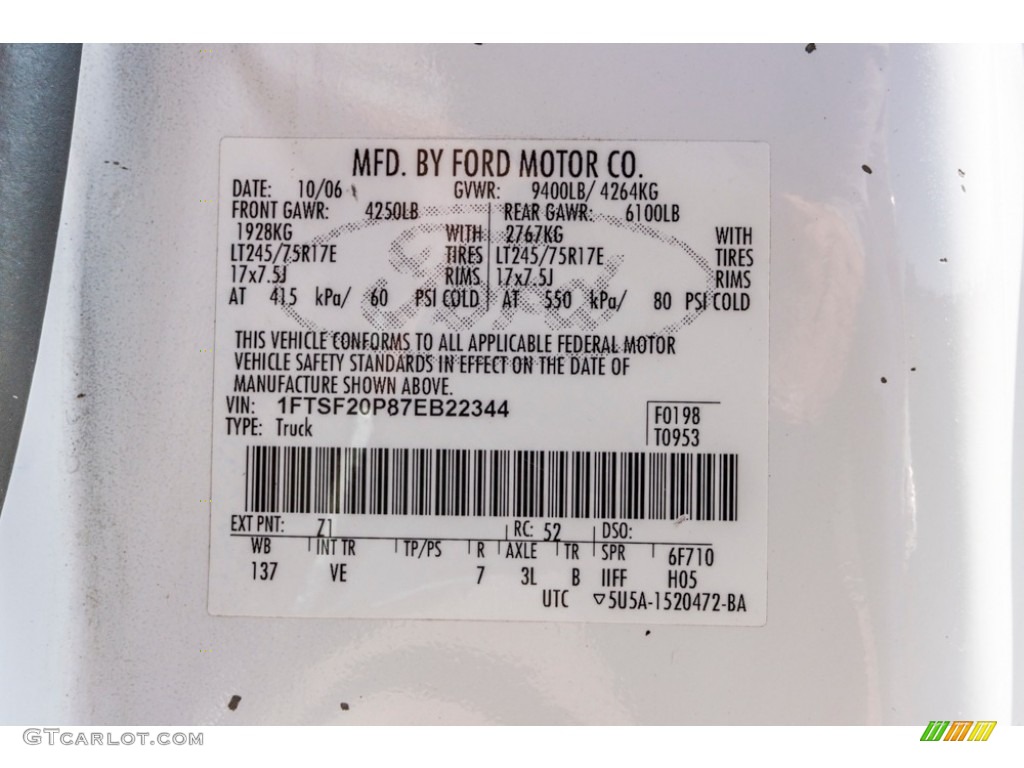 MFD. BY FORD MOTOR CO.
DATE: 10/06 GVWR: 9400LB/ 4264KG
FRONT GAWR: 4250LB REAR GAWR: 6100LB
1928KG WITH 2767KG WITH
LT245/75R17E TIRES LT245/75R17E TIRES
17x7.5J RIMS 17x7.5J RIMS
AT 415 kPa/ 60 PSI COLD AT 550 kPa/ 80 PSI COLD
Ford
THIS VEHICLE CONFORMS TO ALL APPLICABLE FEDERAL MOTOR
VEHICLE SAFETY STANDARDS IN EFFECT ON THE DATE OF
MANUFACTURE SHOWN ABOVE.
VIN: 1FTSF20P87EB22344
TYPE: Truck
F0198
T0953
EXT PNT: Z1 RC: 52 DSO:
WB INT TR TP/PS R AXLE TR SPR 6F710
137 VE 7 3L B IIFF H05
UTC ▽5U5A-1520472-BA
GTCARLOT.COM